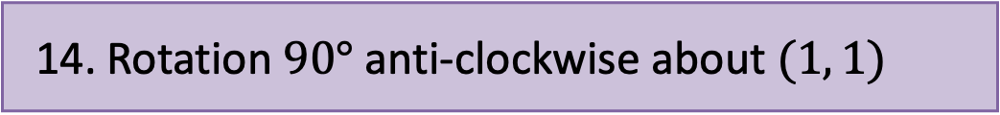 14. Rotation 90° anti-clockwise about (1, 1)